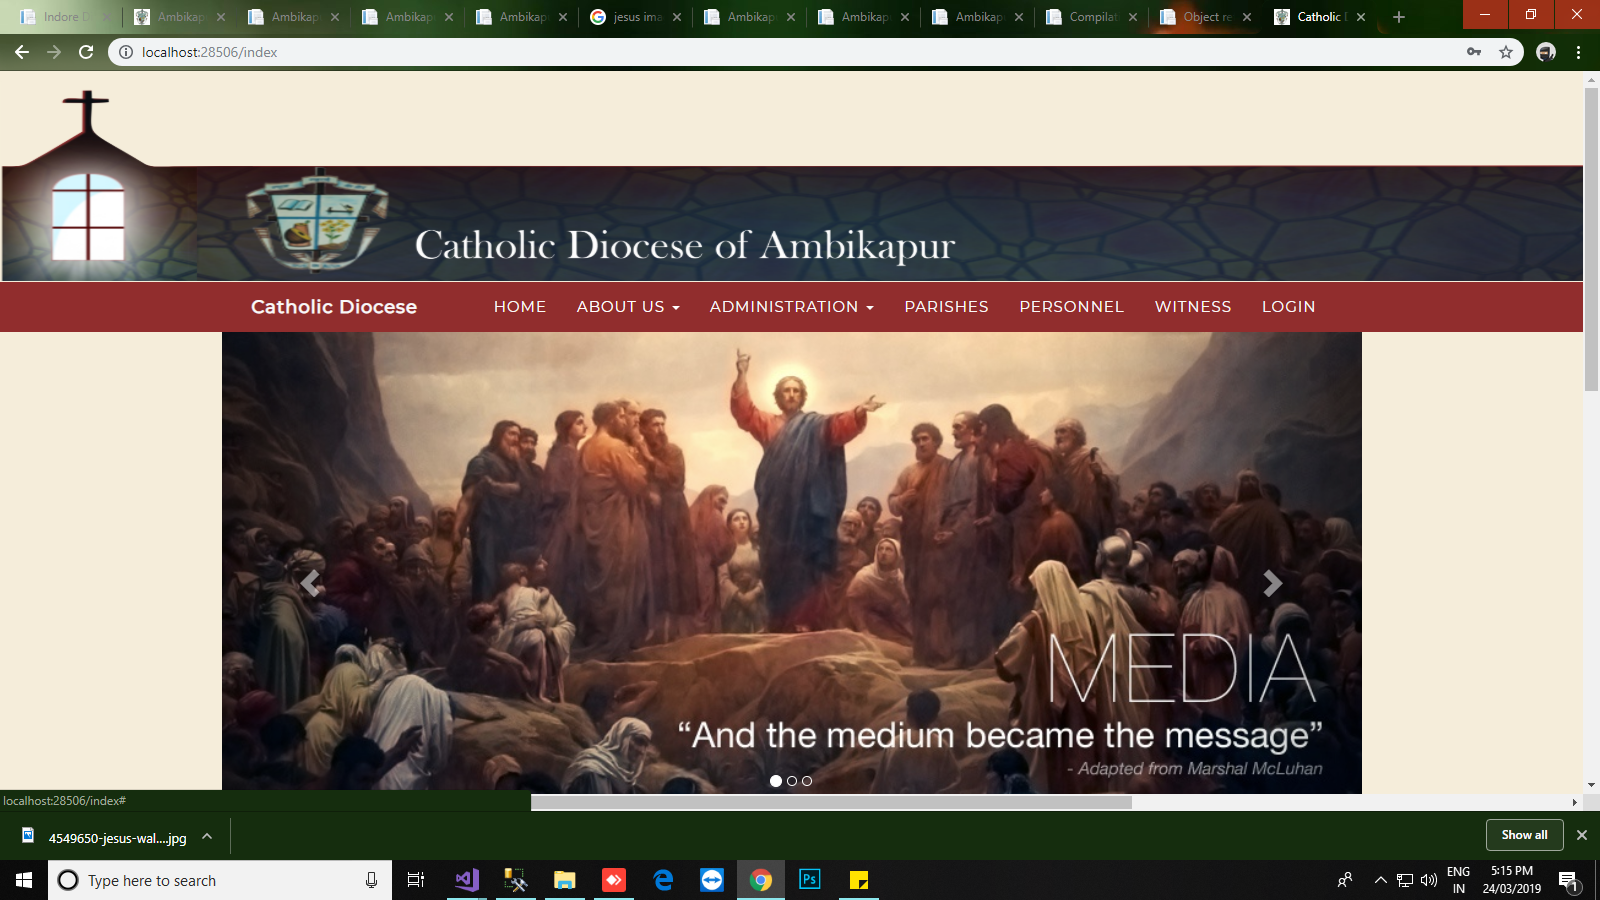 Indore D
Ambikap
Ambikap
Ambikap
Ambikap
jesus ima
Ambikap
Ambikap
Ambikap
Compilat
Object re
Catholic D
localhost:28506/index
Catholic Diocese of Ambikapur
Catholic Diocese
HOME
ABOUT US
ADMINISTRATION
PARISHES
PERSONNEL
WITNESS
LOGIN
MEDIA
“And the medium became the message”
- Adapted from Marshal McLuhan
localhost:28506/index#
4549650-jesus-wal....jpg
Show all
Type here to search
Ps
ENG
IN
5:15 PM
24/03/2019
1